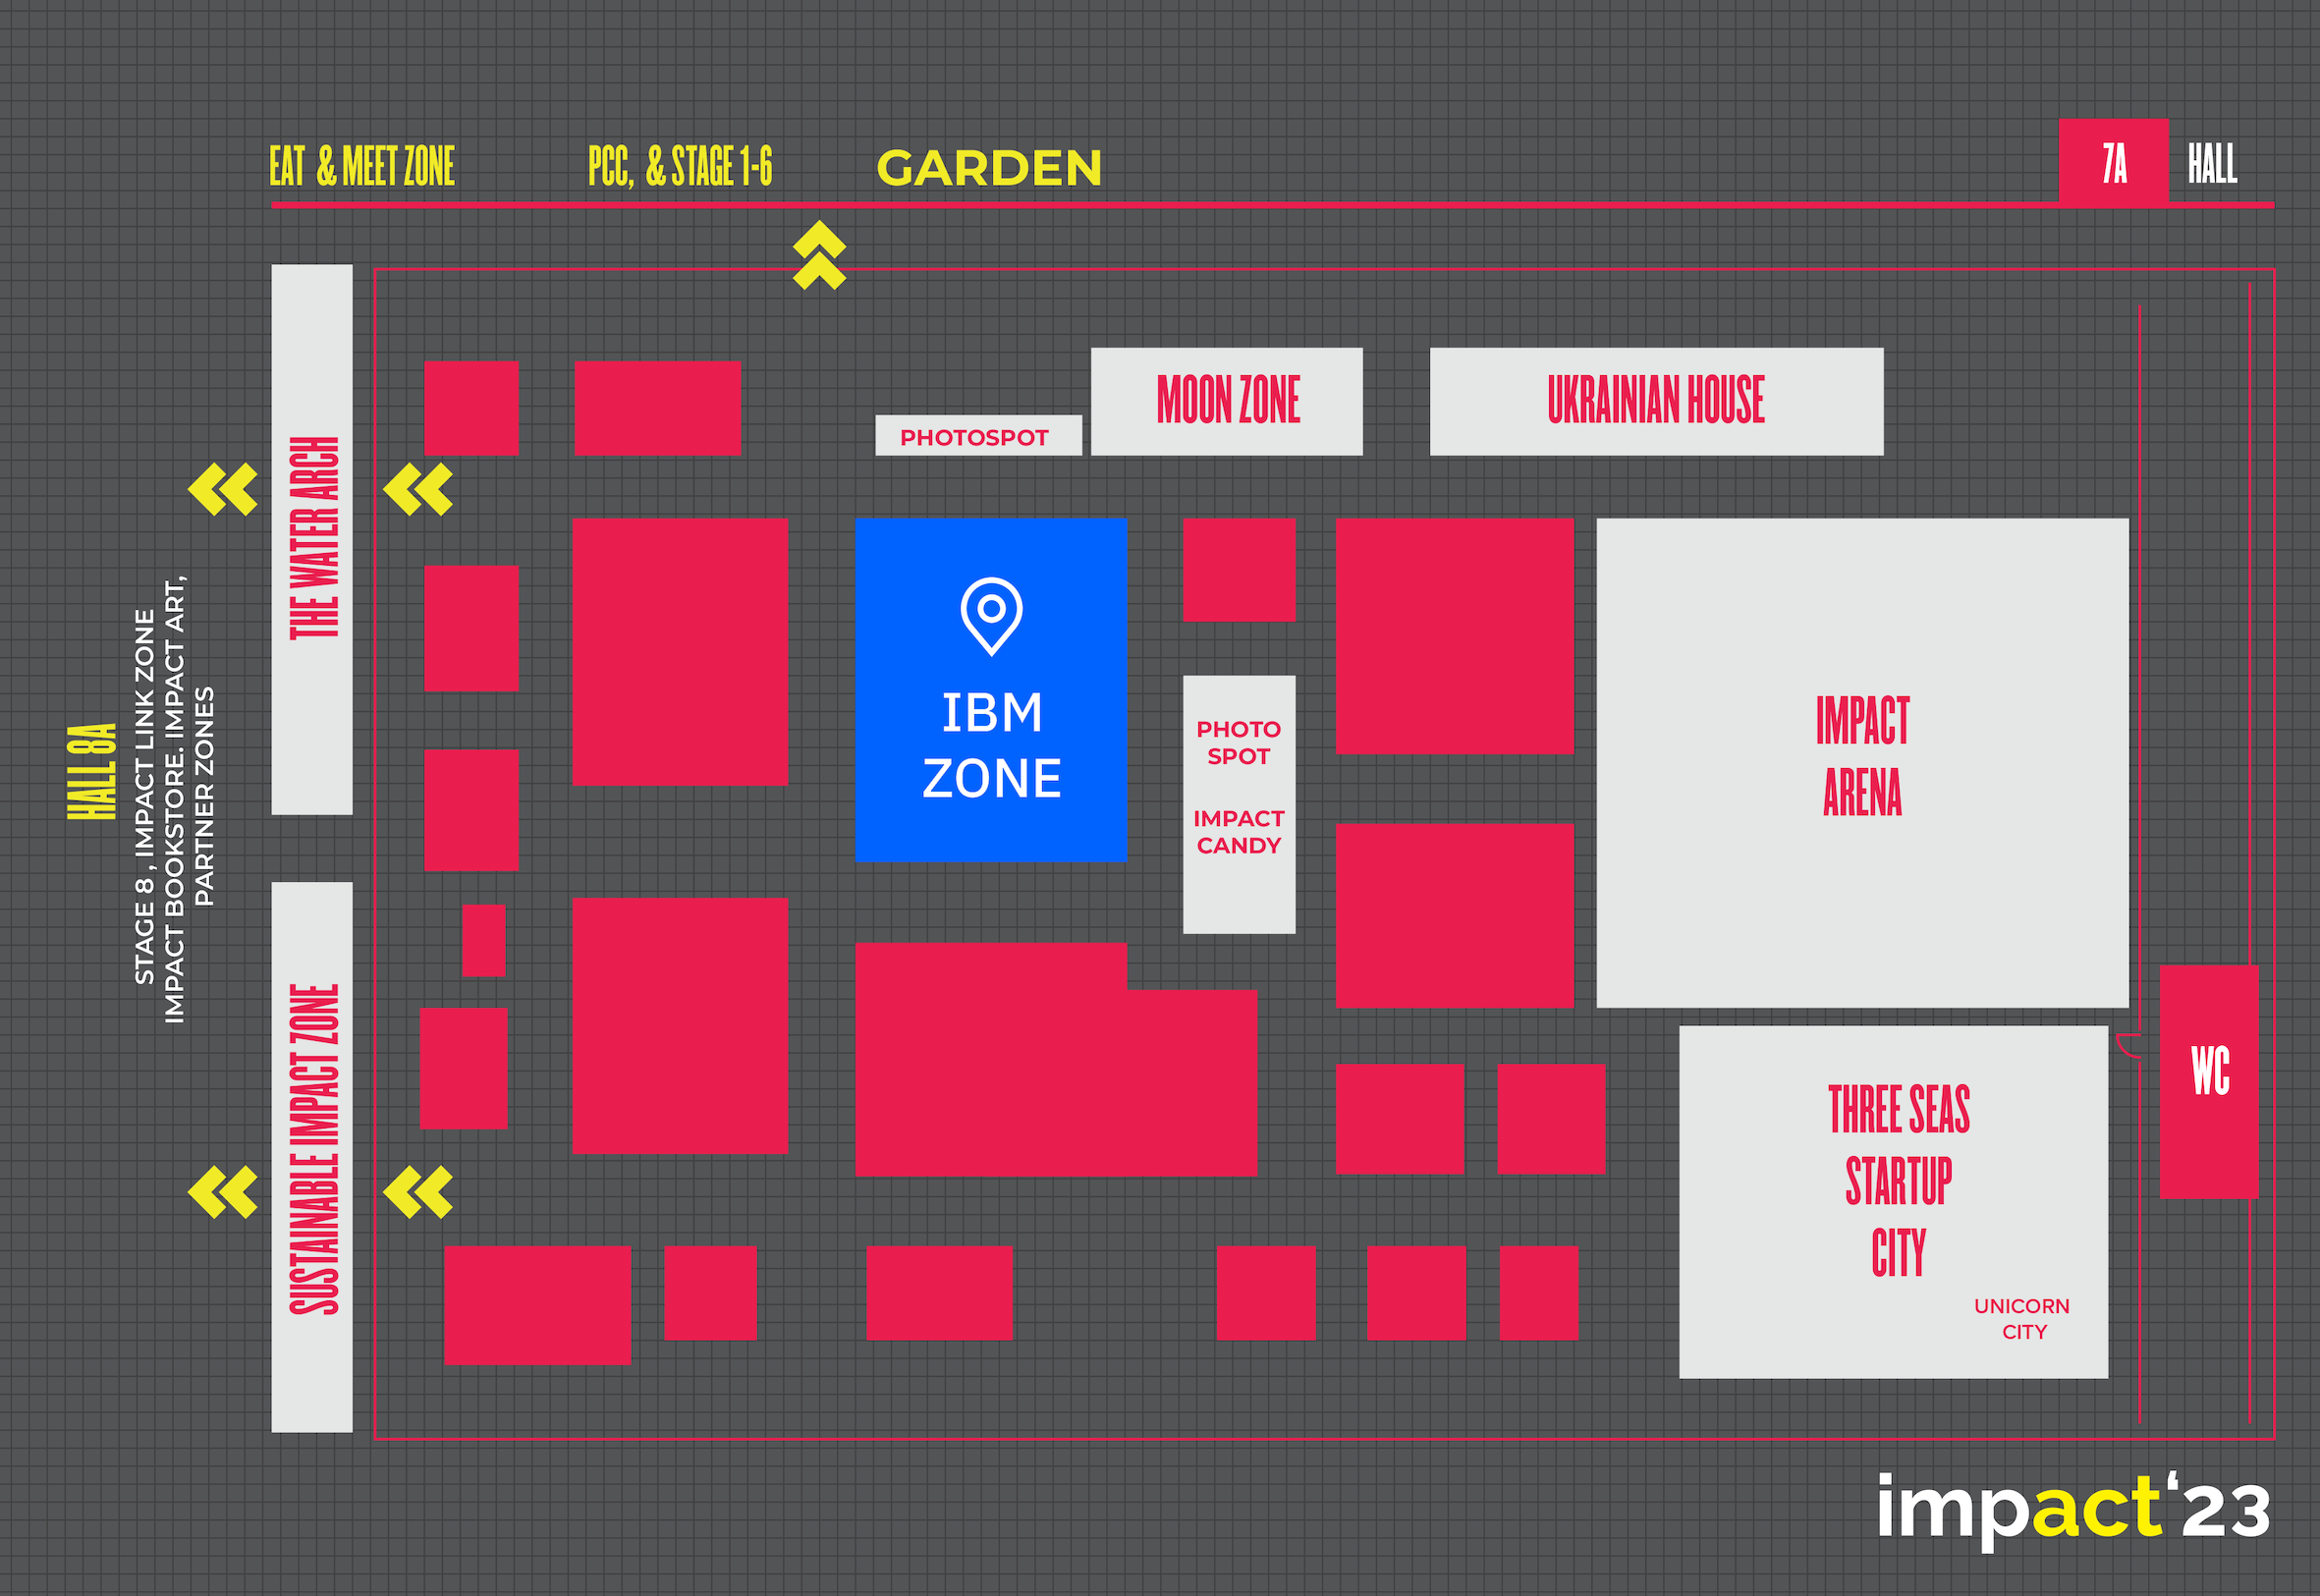 EAT & MEET ZONE
PCC, & STAGE 1-6
GARDEN
7A
HALL
THE WATER ARCH
HALL 8A
STAGE 8 , IMPACT LINK ZONE
IMPACT BOOKSTORE. IMPACT ART,
PARTNER ZONES
SUSTAINABLE IMPACT ZONE
PHOTOSPOT
MOON ZONE
UKRAINIAN HOUSE
IBM
ZONE
PHOTO
SPOT
IMPACT
CANDY
IMPACT
ARENA
THREE SEAS
STARTUP
CITY
UNICORN
CITY
WC
impact‘23